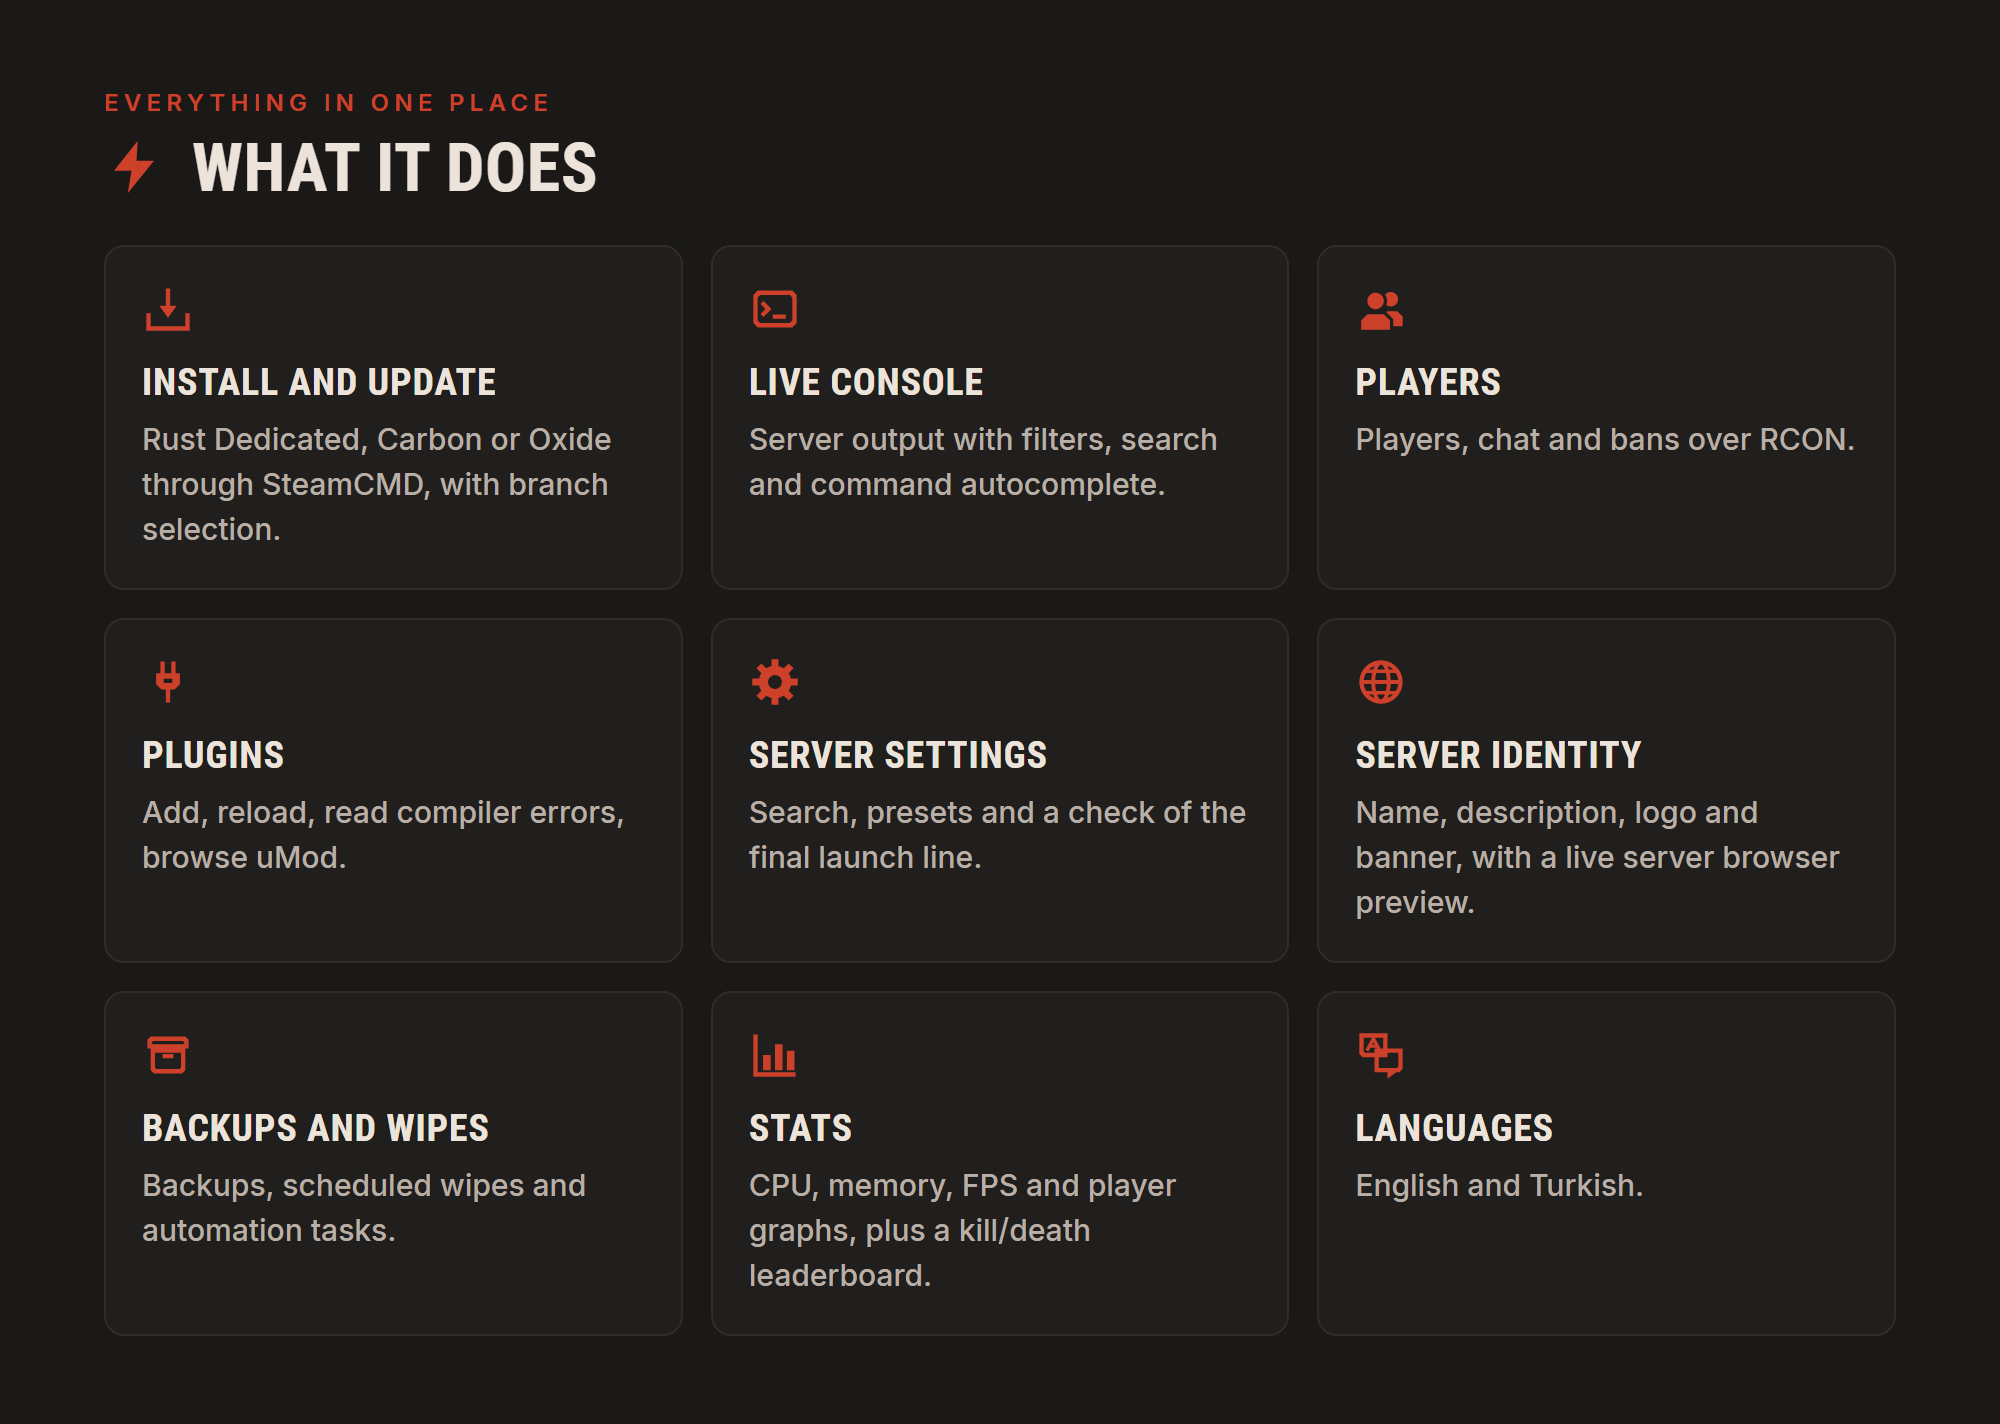 EVERYTHING IN ONE PLACE
WHAT IT DOES
INSTALL AND UPDATE
Rust Dedicated, Carbon or Oxide
through SteamCMD, with branch
selection.
LIVE CONSOLE
Server output with filters, search
and command autocomplete.
PLAYERS
Players, chat and bans over RCON.
PLUGINS
Add, reload, read compiler errors,
browse uMod.
SERVER SETTINGS
Search, presets and a check of the
final launch line.
SERVER IDENTITY
Name, description, logo and
banner, with a live server browser
preview.
BACKUPS AND WIPES
Backups, scheduled wipes and
automation tasks.
STATS
CPU, memory, FPS and player
graphs, plus a kill/death
leaderboard.
LANGUAGES
English and Turkish.